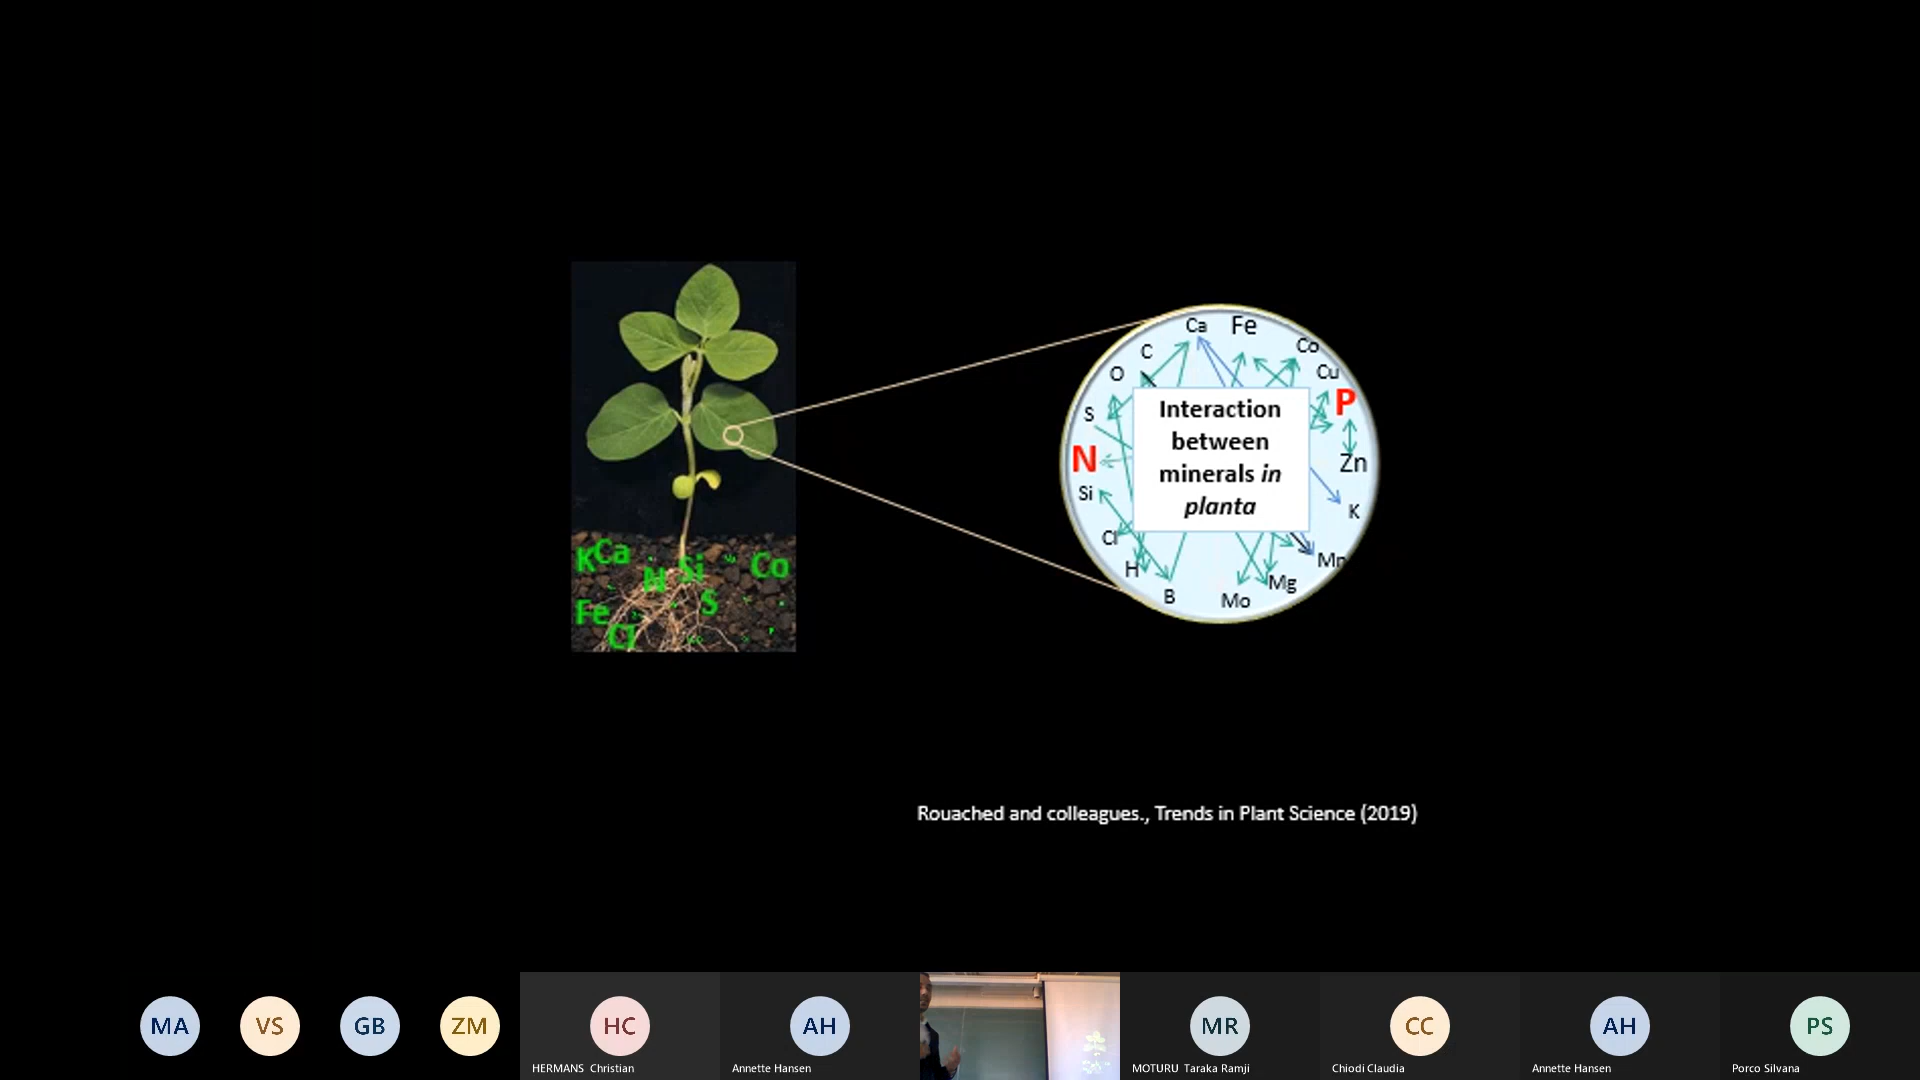 Ca Fe
C Co
O Cu
S P
N Zn
Si K
Cl Mn
H Mg
B Mo
Interaction
between
minerals in
planta
K Ca
N Si Co
Fe S
Cl
Rouached and colleagues., Trends in Plant Science (2019)
MA VS GB ZM HC AH MR CC AH PS
HERMANS Christian
Annette Hansen
MOTURU Taraka Ramji
Chiodi Claudia
Annette Hansen
Porco Silvana